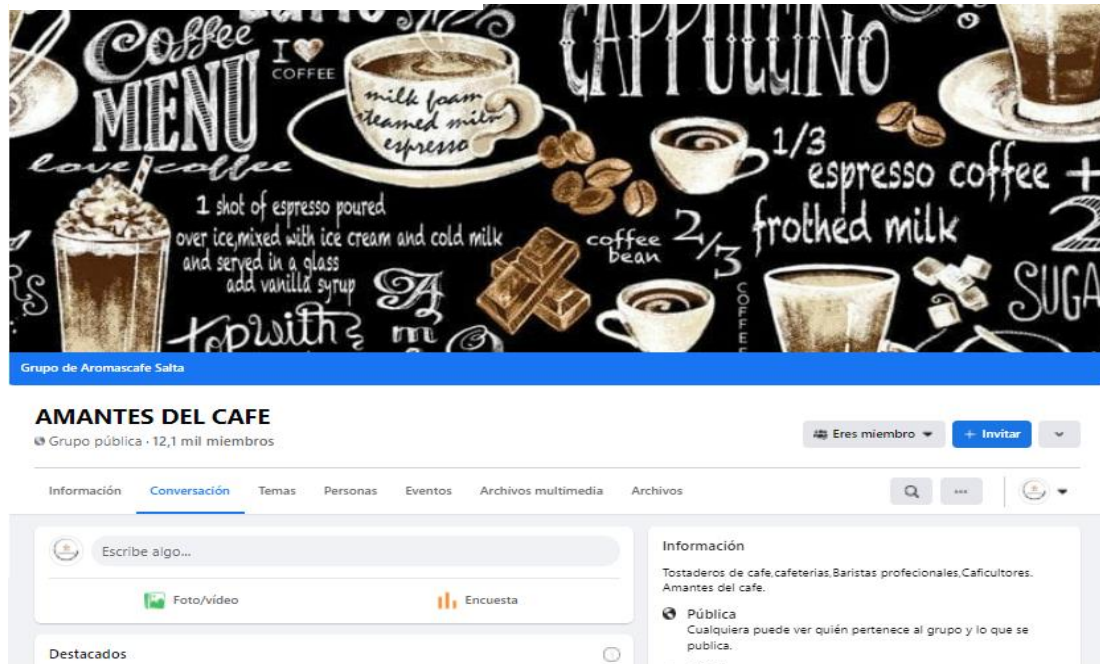 Coffee
MENU
love coffee
I
COFFEE
milk foam
steamed milk
espresso
CAPPUCCINO
1/3
espresso coffee +
2/3 frothed milk
coffee
bean
2
SUGA
COFFEE
1 shot of espresso poured
over ice,mixed with ice cream and cold milk
and served in a glass
add vanilla syrup
top with
Grupo de Aromascafe Salta
AMANTES DEL CAFE
Grupo pública · 12,1 mil miembros
Eres miembro
+ Invitar
Información Conversación Temas Personas Eventos Archivos multimedia Archivos
Escribe algo...
Foto/vídeo
Encuesta
Destacados
Información
Tostaderos de cafe,cafeterias,Baristas profecionales,Caficultores.
Amantes del cafe.
Pública
Cualquiera puede ver quién pertenece al grupo y lo que se
publica.